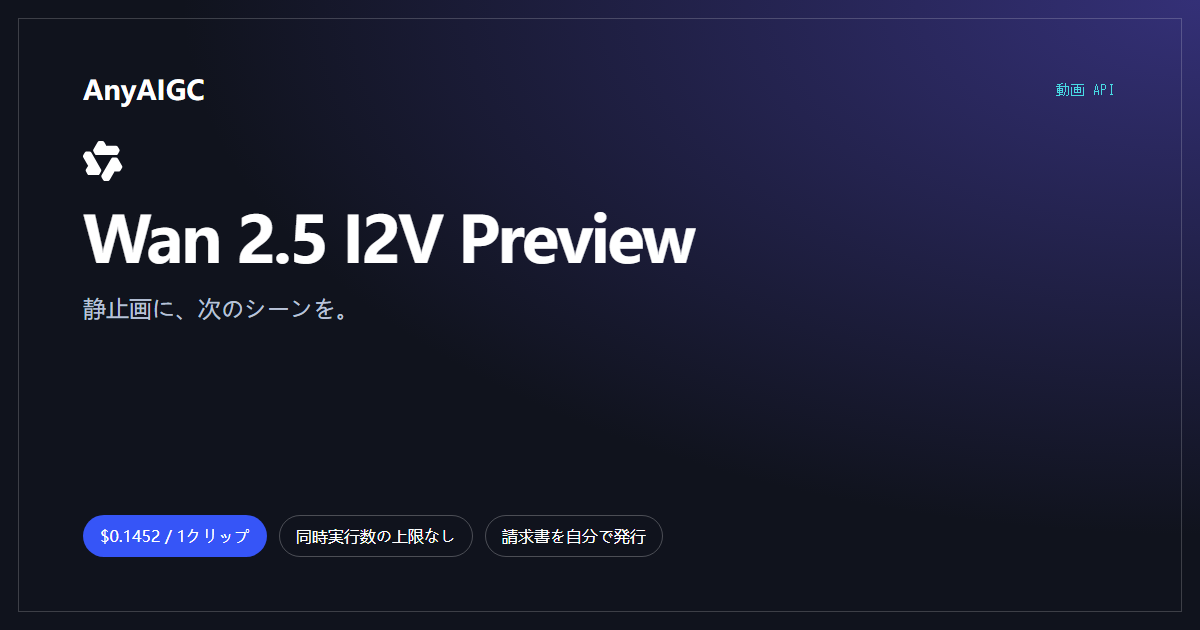 AnyAIGC
動画 API
Wan 2.5 I2V Preview
静止画に、次のシーンを。
$0.1452 / 1クリップ
同時実行数の上限なし
請求書を自分で発行